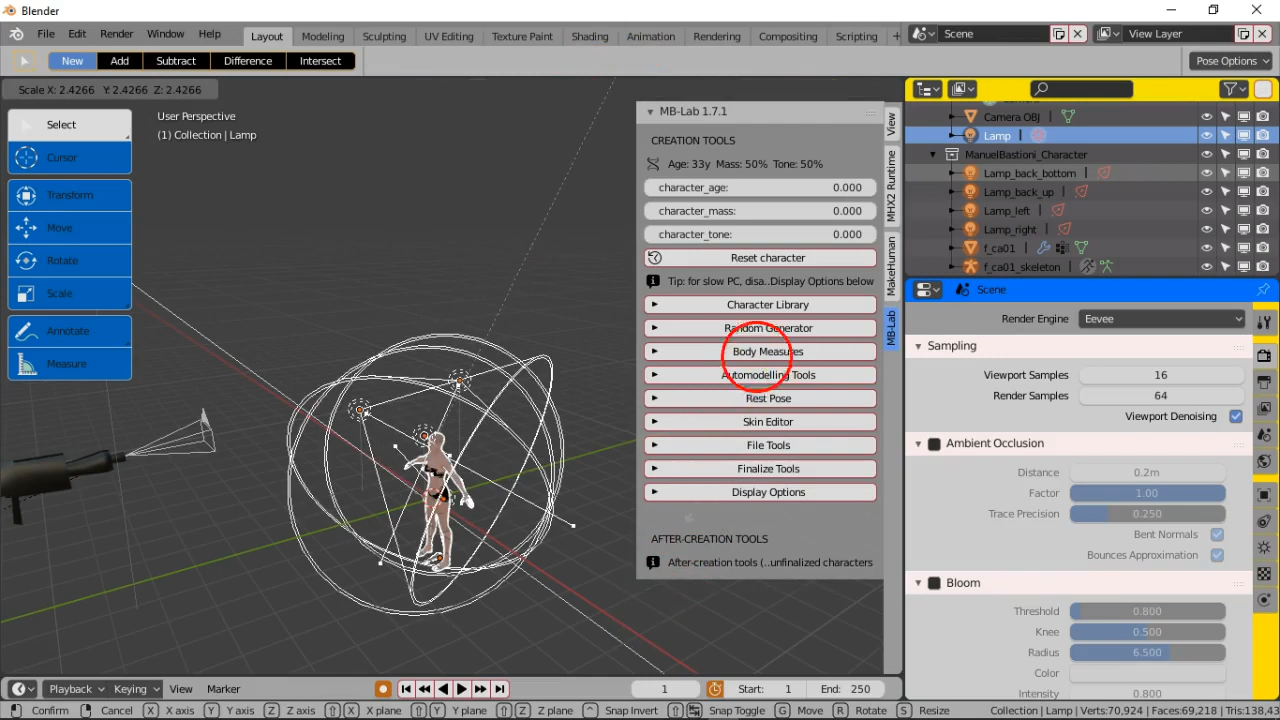 Blender
File Edit Render Window Help Layout Modeling Sculpting UV Editing Texture Paint Shading Animation Rendering Compositing Scripting + Scene View Layer
New Add Subtract Difference Intersect Pose Options
Scale X: 2.4266 Y: 2.4266 Z: 2.4266
User Perspective
(1) Collection | Lamp
Select
Cursor
Transform
Move
Rotate
Scale
Annotate
Measure
MB-Lab 1.7.1
CREATION TOOLS
Age: 33y Mass: 50% Tone: 50%
character_age: 0.000
character_mass: 0.000
character_tone: 0.000
Reset character
Tip: for slow PC, disa..Display Options below
Character Library
Random Generator
Body Measures
Automodelling Tools
Rest Pose
Skin Editor
File Tools
Finalize Tools
Display Options
AFTER-CREATION TOOLS
After-creation tools (..unfinalized characters
View
MHX2 Runtime
MakeHuman
MB-Lab
Camera OBJ
Lamp
ManuelBastioni_Character
Lamp_back_bottom
Lamp_back_up
Lamp_left
Lamp_right
f_ca01
f_ca01_skeleton
Scene
Render Engine Eevee
Sampling
Viewport Samples 16
Render Samples 64
Viewport Denoising
Ambient Occlusion
Distance 0.2m
Factor 1.00
Trace Precision 0.250
Bent Normals
Bounces Approximation
Bloom
Threshold 0.800
Knee 0.500
Radius 6.500
Color
Intensity 0.800
Playback Keying View Marker 1 Start: 1 End: 250
Confirm Cancel X X axis Y Y axis Z Z axis X X plane Y Y plane Z Z plane Snap Invert Snap Toggle G Move R Rotate S Resize Collection | Lamp | Verts:70,924 | Faces:69,218 | Tris:138,43